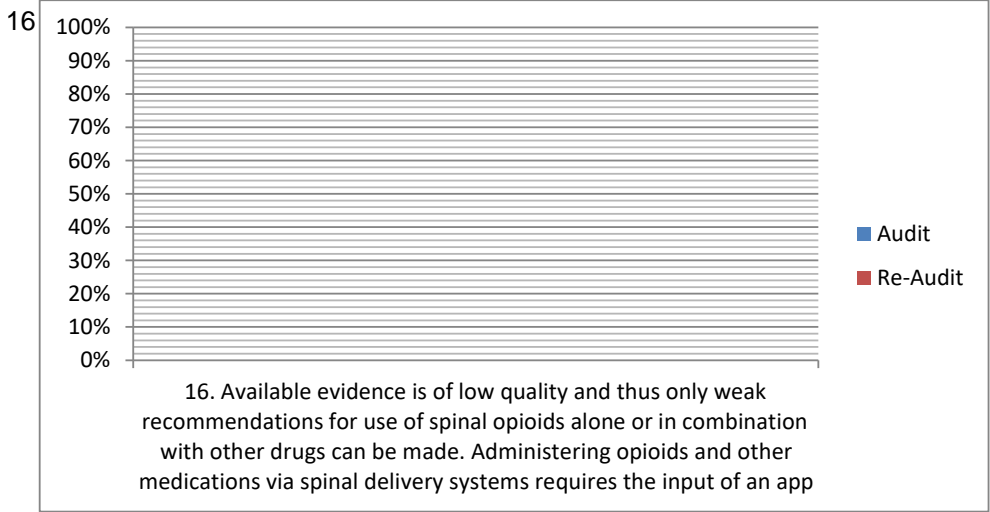 16
100%
90%
80%
70%
60%
50%
40%
30%
20%
10%
0%
Audit
Re-Audit
16. Available evidence is of low quality and thus only weak
recommendations for use of spinal opioids alone or in combination
with other drugs can be made. Administering opioids and other
medications via spinal delivery systems requires the input of an app